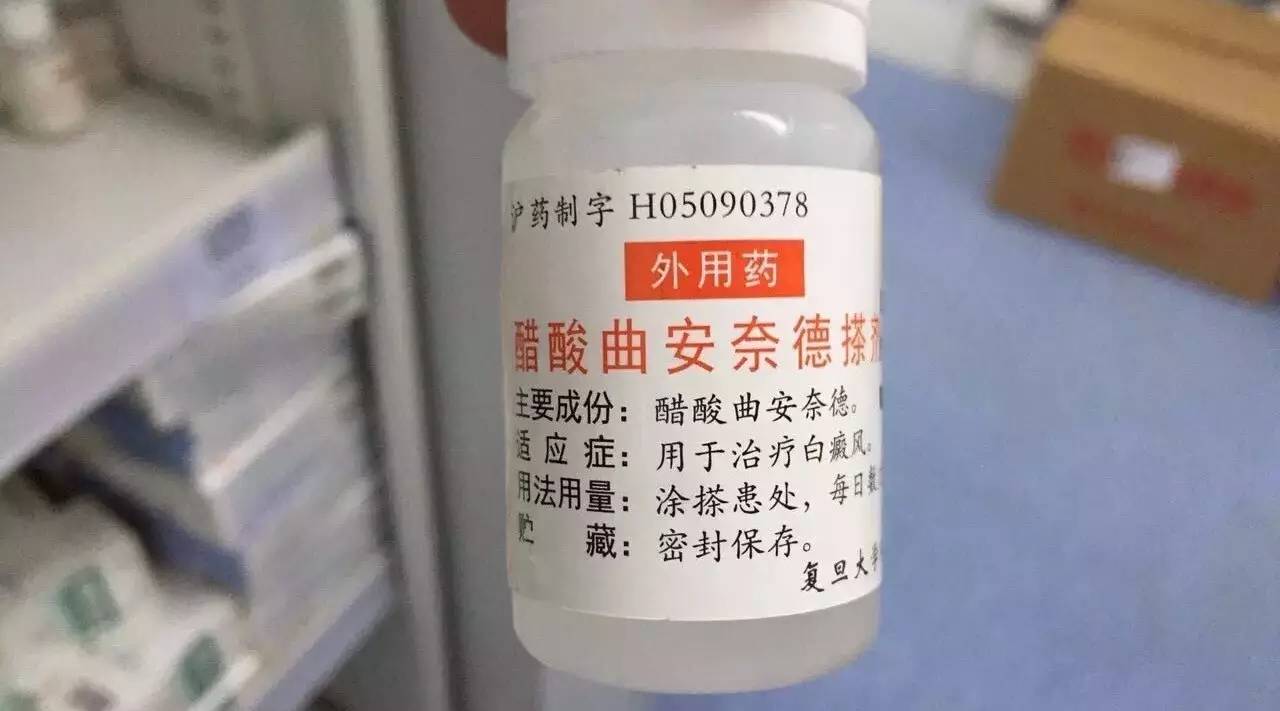 沪药制字 H05090378
外用药
醋酸曲安奈德搽剂
主要成份：醋酸曲安奈德。
适应症：用于治疗白癜风。
用法用量：涂搽患处，每日数
贮藏：密封保存。
复旦大学